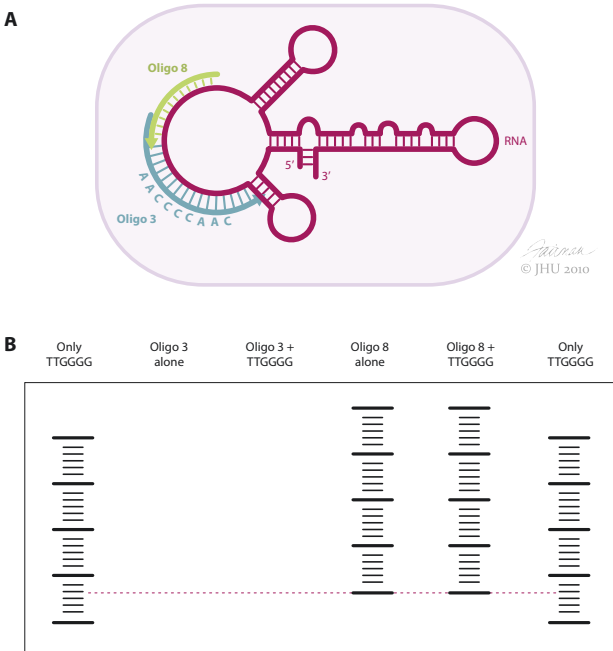 A
Oligo 8
RNA
5'
3'
A A C C C C A A C
Oligo 3
© JHU 2010
B
Only
TTGGGG
Oligo 3
alone
Oligo 3 +
TTGGGG
Oligo 8
alone
Oligo 8 +
TTGGGG
Only
TTGGGG